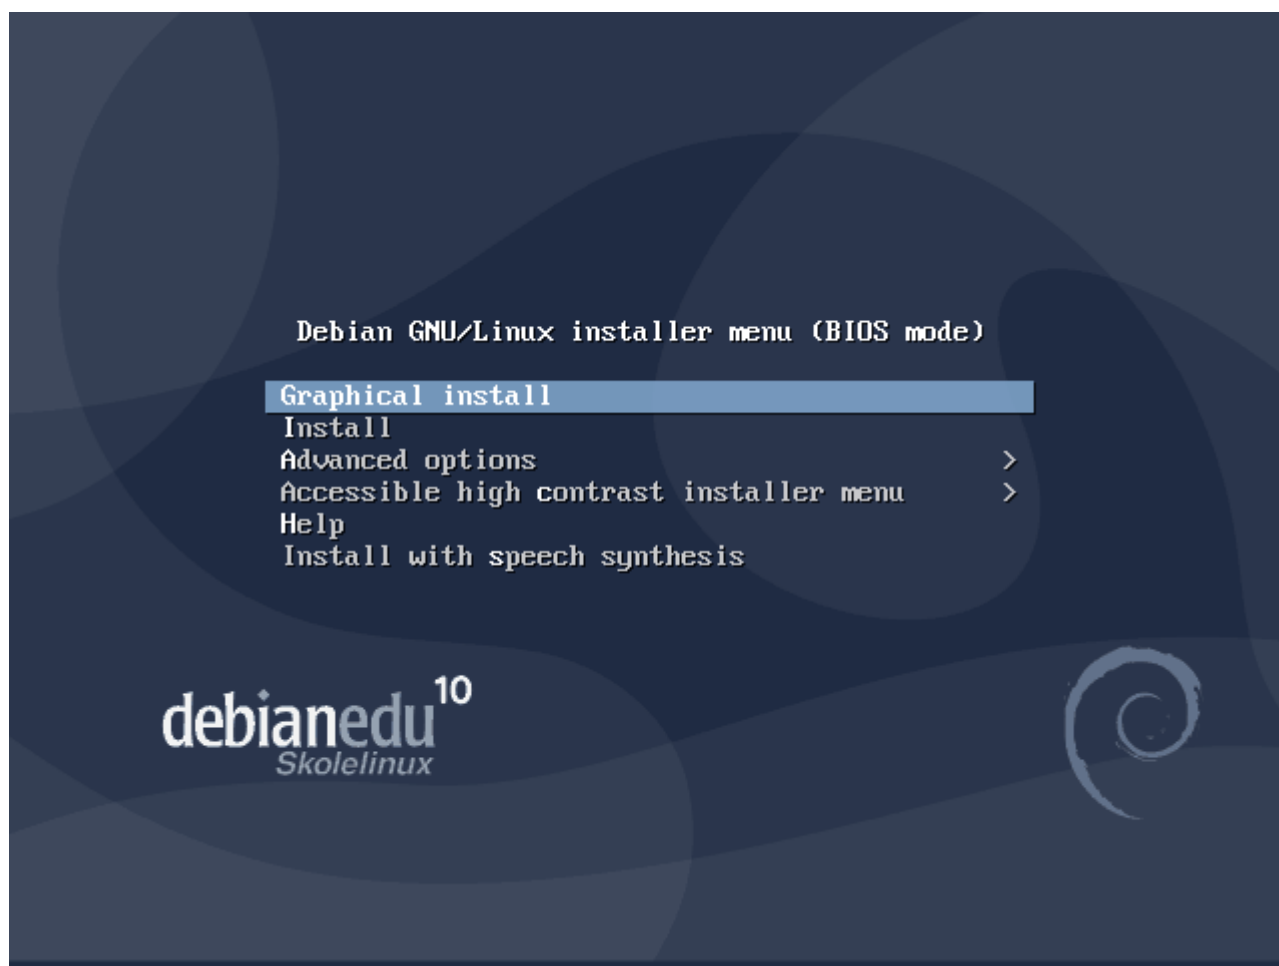 Debian GNU/Linux installer menu (BIOS mode)
Graphical install
Install
Advanced options >
Accessible high contrast installer menu >
Help
Install with speech synthesis
debianedu 10
Skolelinux